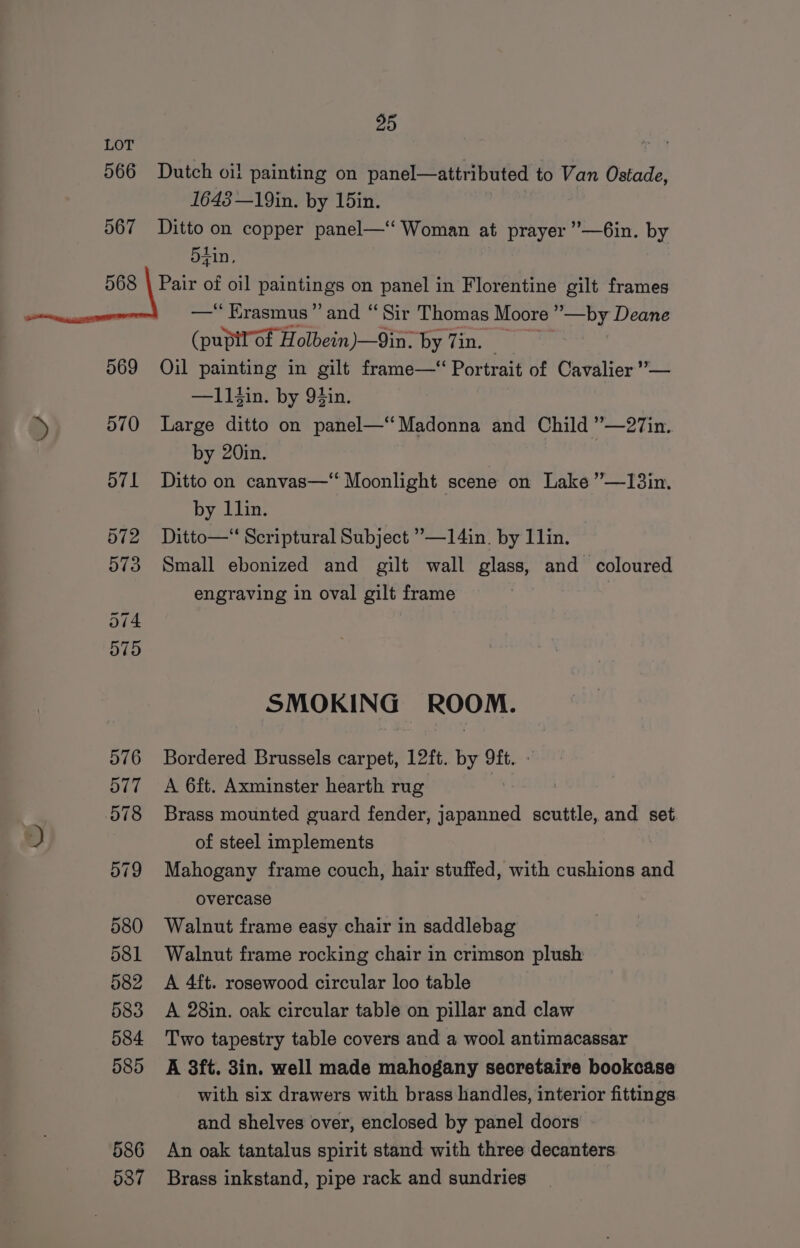 25
LOT
566 Dutch oil painting on panel—attributed to Van Ostade,
1643—19in. by 15in.
567 Ditto on copper panel—“Woman at prayer”—6in. by
5½in.
568 Pair of oil paintings on panel in Florentine gilt frames
—“Erasmus” and “Sir Thomas Moore”—by Deane
(pupil of Holbein)—9in. by 7in.
569 Oil painting in gilt frame—“Portrait of Cavalier”—
—11½in. by 9½in.
570 Large ditto on panel—“Madonna and Child”—27in.
by 20in.
571 Ditto on canvas—“Moonlight scene on Lake”—13in.
by 11in.
572 Ditto—“Scriptural Subject”—14in. by 11in.
573 Small ebonized and gilt wall glass, and coloured
engraving in oval gilt frame
574
575
SMOKING ROOM.
576 Bordered Brussels carpet, 12ft. by 9ft.
577 A 6ft. Axminster hearth rug
578 Brass mounted guard fender, japanned scuttle, and set
of steel implements
579 Mahogany frame couch, hair stuffed, with cushions and
overcase
580 Walnut frame easy chair in saddlebag
581 Walnut frame rocking chair in crimson plush
582 A 4ft. rosewood circular loo table
583 A 28in. oak circular table on pillar and claw
584 Two tapestry table covers and a wool antimacassar
585 A 3ft. 3in. well made mahogany secretaire bookcase
with six drawers with brass handles, interior fittings
and shelves over, enclosed by panel doors
586 An oak tantalus spirit stand with three decanters
587 Brass inkstand, pipe rack and sundries